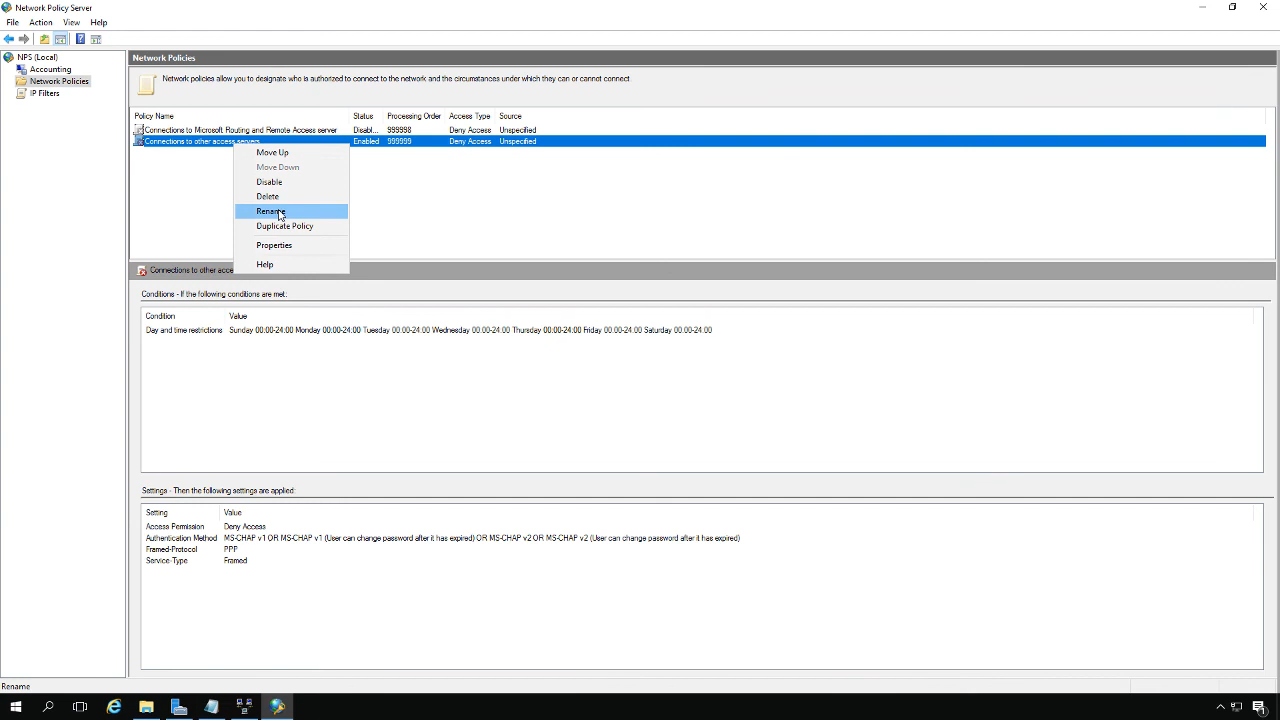 Network Policy Server
File Action View Help
NPS (Local)
Accounting
Network Policies
IP Filters
Network Policies
Network policies allow you to designate who is authorized to connect to the network and the circumstances under which they can or cannot connect.
Policy Name Status Processing Order Access Type Source
Connections to Microsoft Routing and Remote Access server Disabl... 999998 Deny Access Unspecified
Connections to other access servers Enabled 999999 Deny Access Unspecified
Move Up
Move Down
Disable
Delete
Rename
Duplicate Policy
Properties
Help
Connections to other acce
Conditions - If the following conditions are met:
Condition Value
Day and time restrictions Sunday 00:00-24:00 Monday 00:00-24:00 Tuesday 00:00-24:00 Wednesday 00:00-24:00 Thursday 00:00-24:00 Friday 00:00-24:00 Saturday 00:00-24:00
Settings - Then the following settings are applied:
Setting Value
Access Permission Deny Access
Authentication Method MS-CHAP v1 OR MS-CHAP v1 (User can change password after it has expired) OR MS-CHAP v2 OR MS-CHAP v2 (User can change password after it has expired)
Framed-Protocol PPP
Service-Type Framed
Rename
1